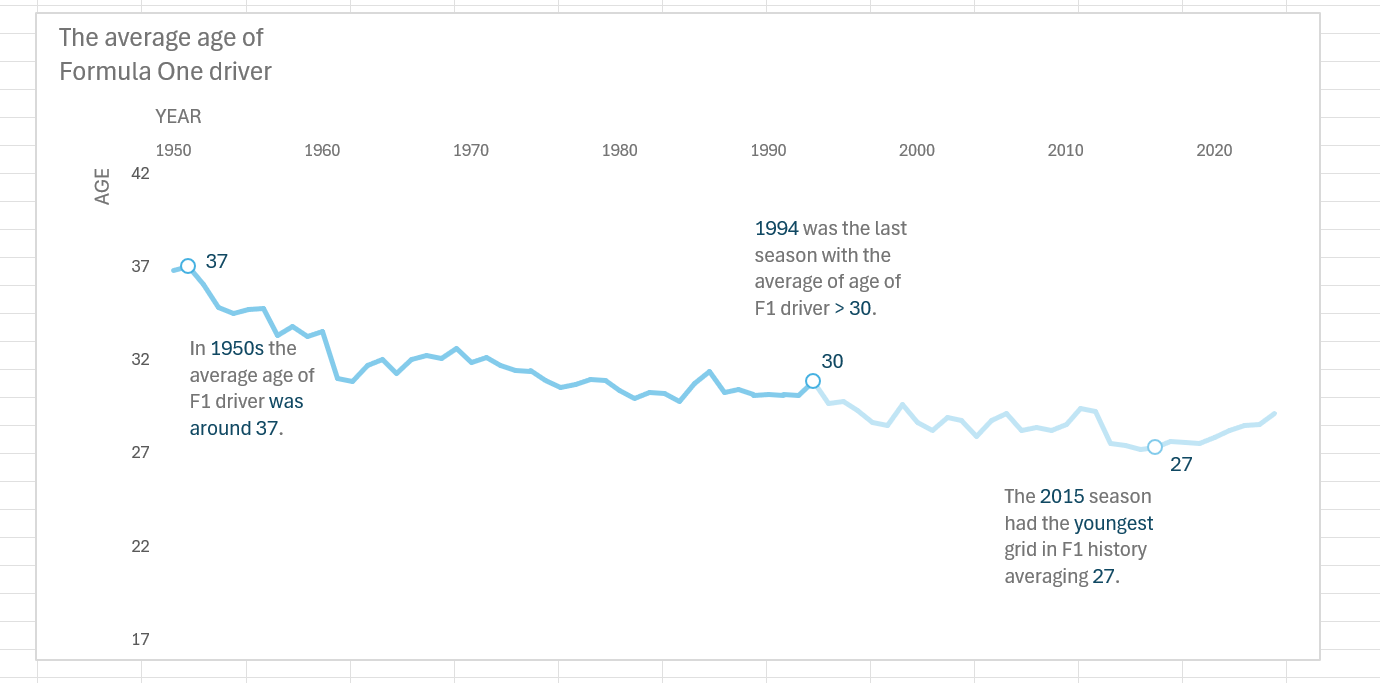 The average age of
Formula One driver
YEAR
1950 1960 1970 1980 1990 2000 2010 2020
AGE
42
37
32
27
22
17
37
In 1950s the
average age of
F1 driver was
around 37.
1994 was the last
season with the
average of age of
F1 driver > 30.
30
27
The 2015 season
had the youngest
grid in F1 history
averaging 27.